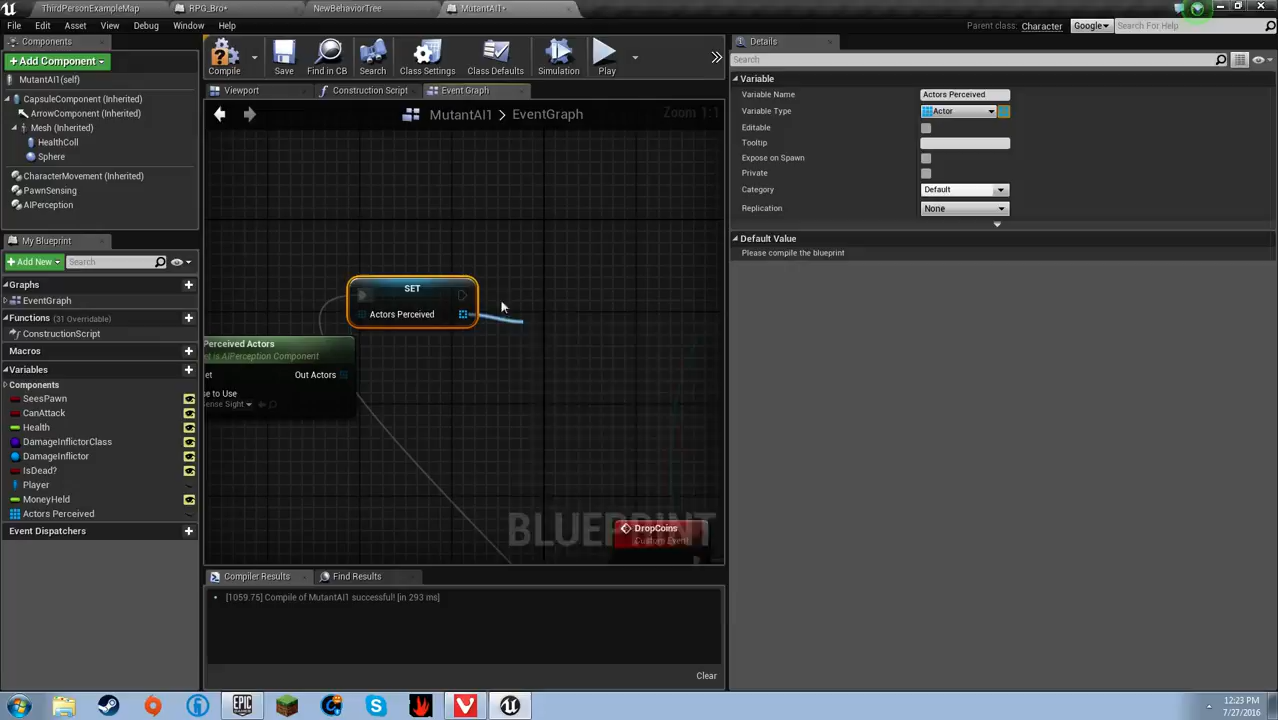 ThirdPersonExampleMap
RPG_Bro*
NewBehaviorTree
MutantAI1*
File
Edit
Asset
View
Debug
Window
Help
Parent class: Character
Google
Search For Help
Components
+ Add Component
MutantAI1(self)
CapsuleComponent (Inherited)
ArrowComponent (Inherited)
Mesh (Inherited)
HealthColl
Sphere
CharacterMovement (Inherited)
PawnSensing
AIPerception
My Blueprint
Add New
Search
Graphs
EventGraph
Functions (31 Overridable)
ConstructionScript
Macros
Variables
Components
SeesPawn
CanAttack
Health
DamageInflictorClass
DamageInflictor
IsDead?
Player
MoneyHeld
Actors Perceived
Event Dispatchers
Compile
Save
Find in CB
Search
Class Settings
Class Defaults
Simulation
Play
Viewport
Construction Script
Event Graph
MutantAI1 > EventGraph
Zoom 1:1
SET
Actors Perceived
Perceived Actors
et is AIPerception Component
et
Out Actors
se to Use
Sense Sight
BLUEPRINT
DropCoins
Custom Event
Compiler Results
Find Results
[1059.75] Compile of MutantAI1 successful! [in 293 ms]
Clear
Details
Search
Variable
Variable Name
Actors Perceived
Variable Type
Actor
Editable
Tooltip
Expose on Spawn
Private
Category
Default
Replication
None
Default Value
Please compile the blueprint
EPIC
GAMES
12:23 PM
7/27/2016